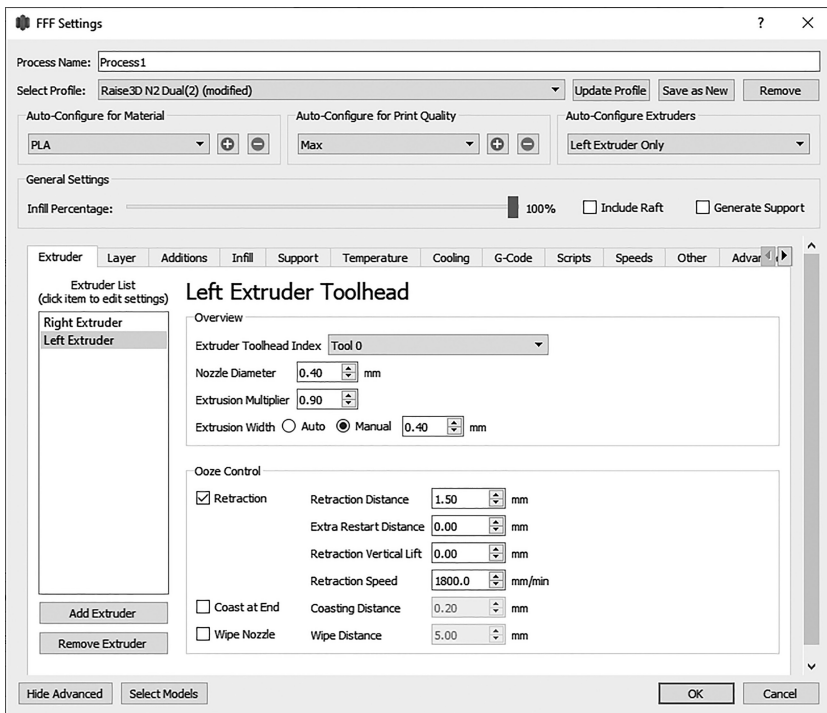 FFF Settings
Process Name: Process1
Select Profile: Raise3D N2 Dual(2) (modified) Update Profile Save as New Remove
Auto-Configure for Material Auto-Configure for Print Quality Auto-Configure Extruders
PLA Max Left Extruder Only
General Settings
Infill Percentage: 100% Include Raft Generate Support
Extruder Layer Additions Infill Support Temperature Cooling G-Code Scripts Speeds Other
Extruder List
(click item to edit settings)
Right Extruder
Left Extruder
Add Extruder
Remove Extruder
Left Extruder Toolhead
Overview
Extruder Toolhead Index Tool 0
Nozzle Diameter 0.40 mm
Extrusion Multiplier 0.90
Extrusion Width Auto Manual 0.40 mm
Ooze Control
Retraction Retraction Distance 1.50 mm
Extra Restart Distance 0.00 mm
Retraction Vertical Lift 0.00 mm
Retraction Speed 1800.0 mm/min
Coast at End Coasting Distance 0.20 mm
Wipe Nozzle Wipe Distance 5.00 mm
Hide Advanced Select Models OK Cancel